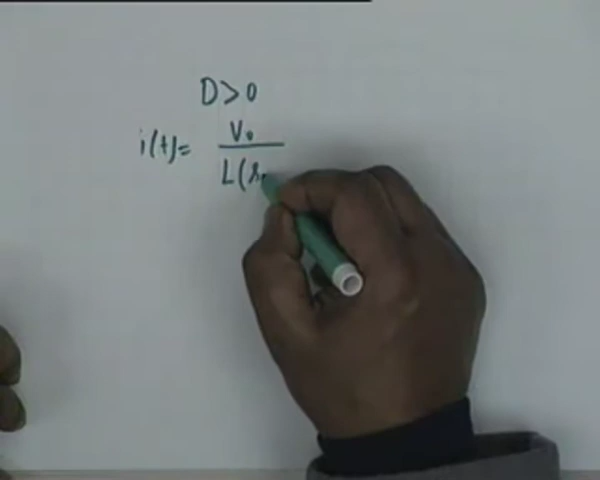 D>0
i(t)= V₀
L(s